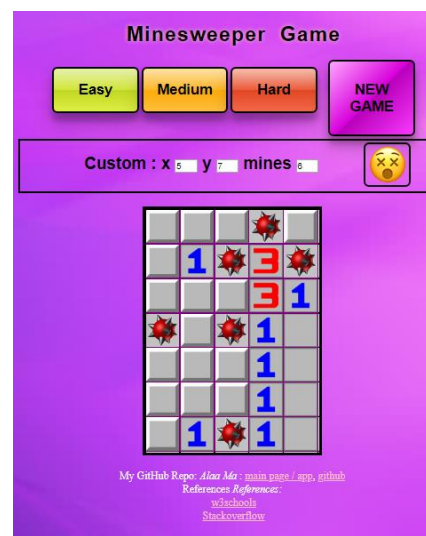 Minesweeper Game
Easy Medium Hard NEW GAME
Custom : x 5 y 7 mines 6
1 3
3 1
1
1
1
1 1
My GitHub Repo: Alaa Ma : main page / app, github
References References:
w3schools
Stackoverflow